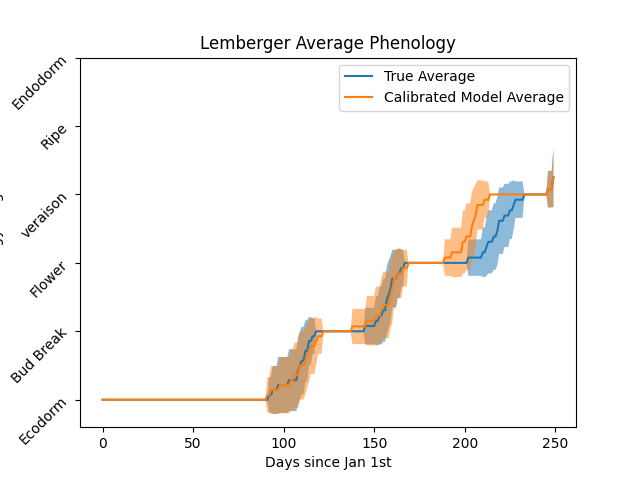 Lemberger Average Phenology
True Average
Calibrated Model Average
Endodorm
Ripe
veraison
Flower
Bud Break
Ecodorm
0 50 100 150 200 250
Days since Jan 1st